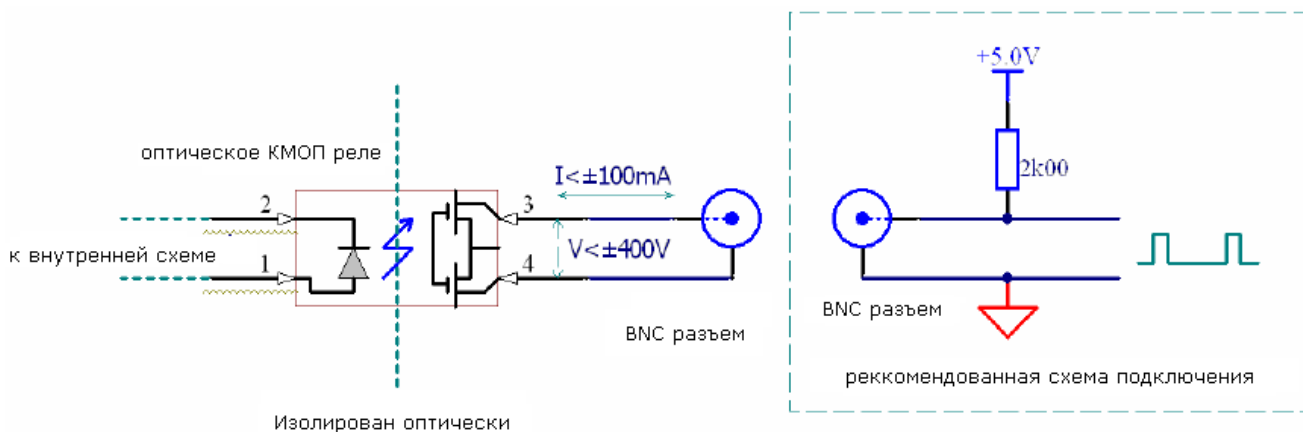 оптическое КМОП реле
2
1
к внутренней схеме
3
4
I<±100mA
V<±400V
BNC разъем
Изолирован оптически
+5.0V
2k00
BNC разъем
реккомендованная схема подключения